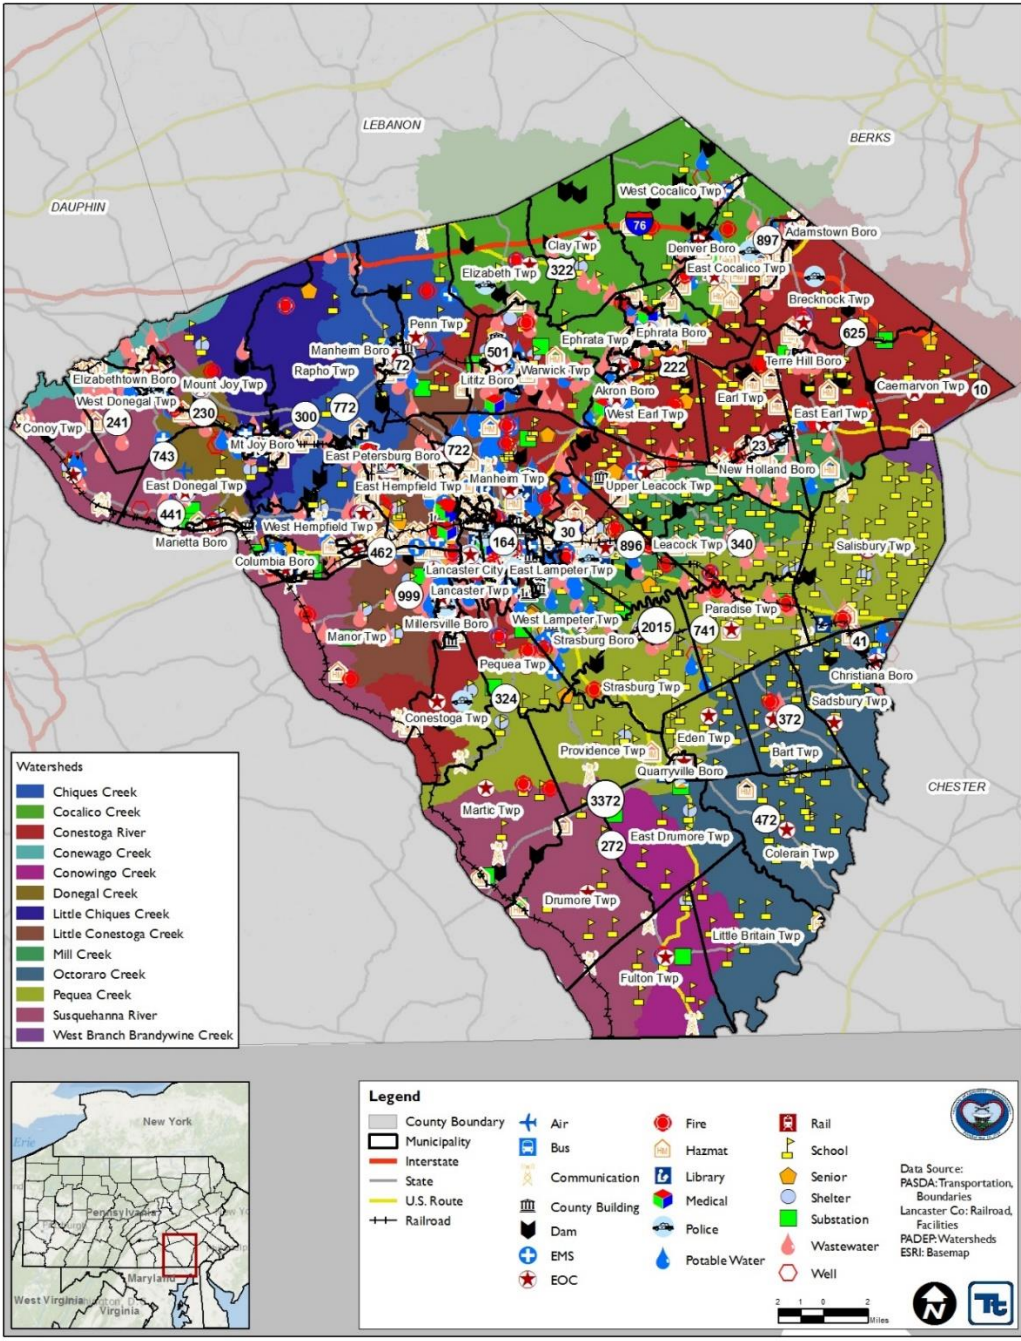 LEBANON
BERKS
DAUPHIN
West Cocalico Twp
76
Adamstown Boro
897
Denver Boro
Clay Twp
East Cocalico Twp
322
Elizabeth Twp
Brecknock Twp
Penn Twp
Ephrata Boro
625
Ephrata Twp
Manheim Boro
501
Terre Hill Boro
72
Rapho Twp
Warwick Twp
222
Elizabethtown Boro
Lititz Boro
Mount Joy Twp
Akron Boro
Caernarvon Twp
10
West Donegal Twp
Earl Twp
230
772
West Earl Twp
East Earl Twp
300
241
Conoy Twp
Mt Joy Boro
23
722
743
East Petersburg Boro
New Holland Boro
Manheim Twp
East Hempfield Twp
Upper Leacock Twp
East Donegal Twp
441
West Hempfield Twp
30
Marietta Boro
164
896
Leacock Twp
340
Salisbury Twp
462
Columbia Boro
Lancaster City
East Lampeter Twp
999
Lancaster Twp
Paradise Twp
Millersville Boro
West Lampeter Twp
2015
741
Manor Twp
Strasburg Boro
41
Pequea Twp
Christiana Boro
Strasburg Twp
324
Sadsbury Twp
Conestoga Twp
372
Eden Twp
Bart Twp
Providence Twp
Quarryville Boro
CHESTER
3372
Martic Twp
472
272
East Drumore Twp
Colerain Twp
Drumore Twp
Little Britain Twp
Fulton Twp
Watersheds
Chiques Creek
Cocalico Creek
Conestoga River
Conewago Creek
Conowingo Creek
Donegal Creek
Little Chiques Creek
Little Conestoga Creek
Mill Creek
Octoraro Creek
Pequea Creek
Susquehanna River
West Branch Brandywine Creek
New York
Erie
Pennsylvania
Maryland
West Virginia
Virginia
Legend
County Boundary
Municipality
Interstate
State
U.S. Route
Railroad
Air
Bus
Communication
County Building
Dam
EMS
EOC
Fire
Hazmat
Library
Medical
Police
Potable Water
Rail
School
Senior
Shelter
Substation
Wastewater
Well
Data Source:
PASDA: Transportation,
Boundaries
Lancaster Co: Railroad,
Facilities
PADEP: Watersheds
ESRI: Basemap
2 1 0 2
Miles
N
Tt